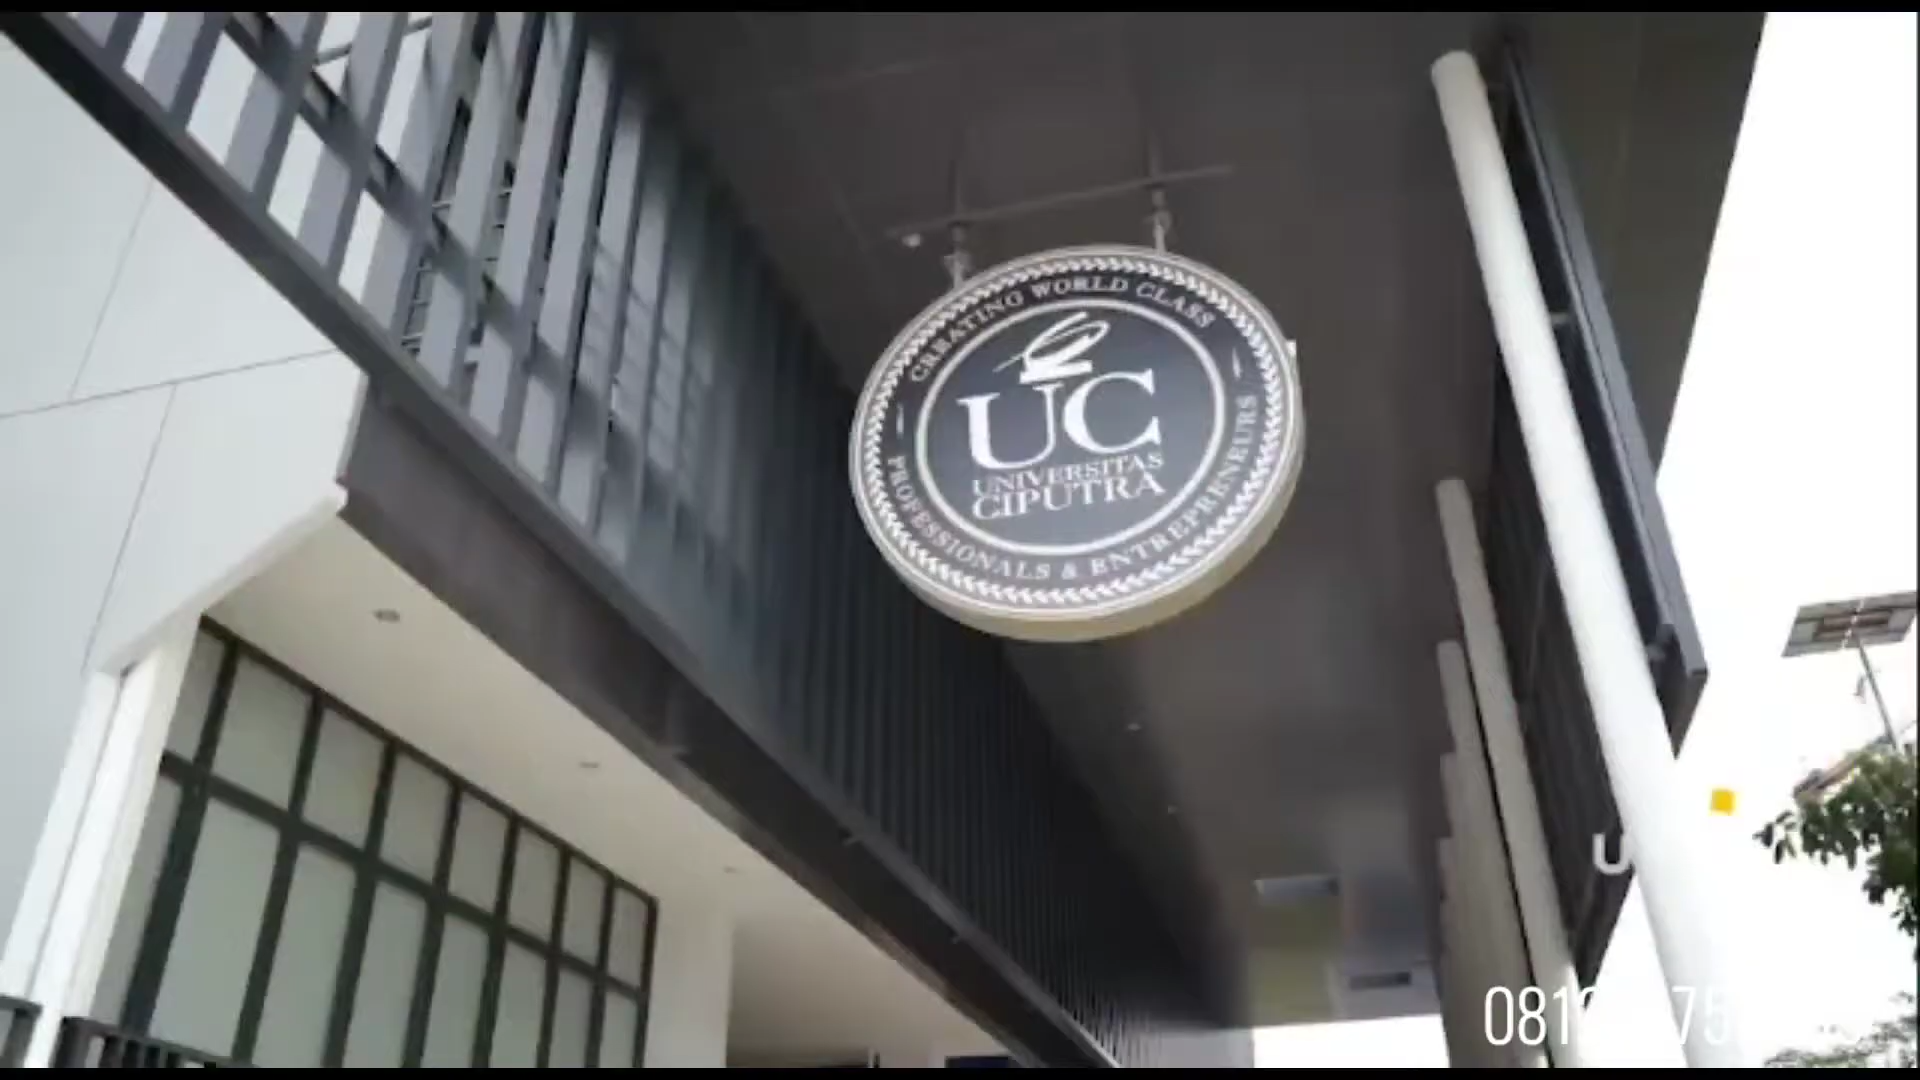 CREATING WORLD CLASS
UC
UNIVERSITAS
CIPUTRA
PROFESSIONALS & ENTREPRENEURS